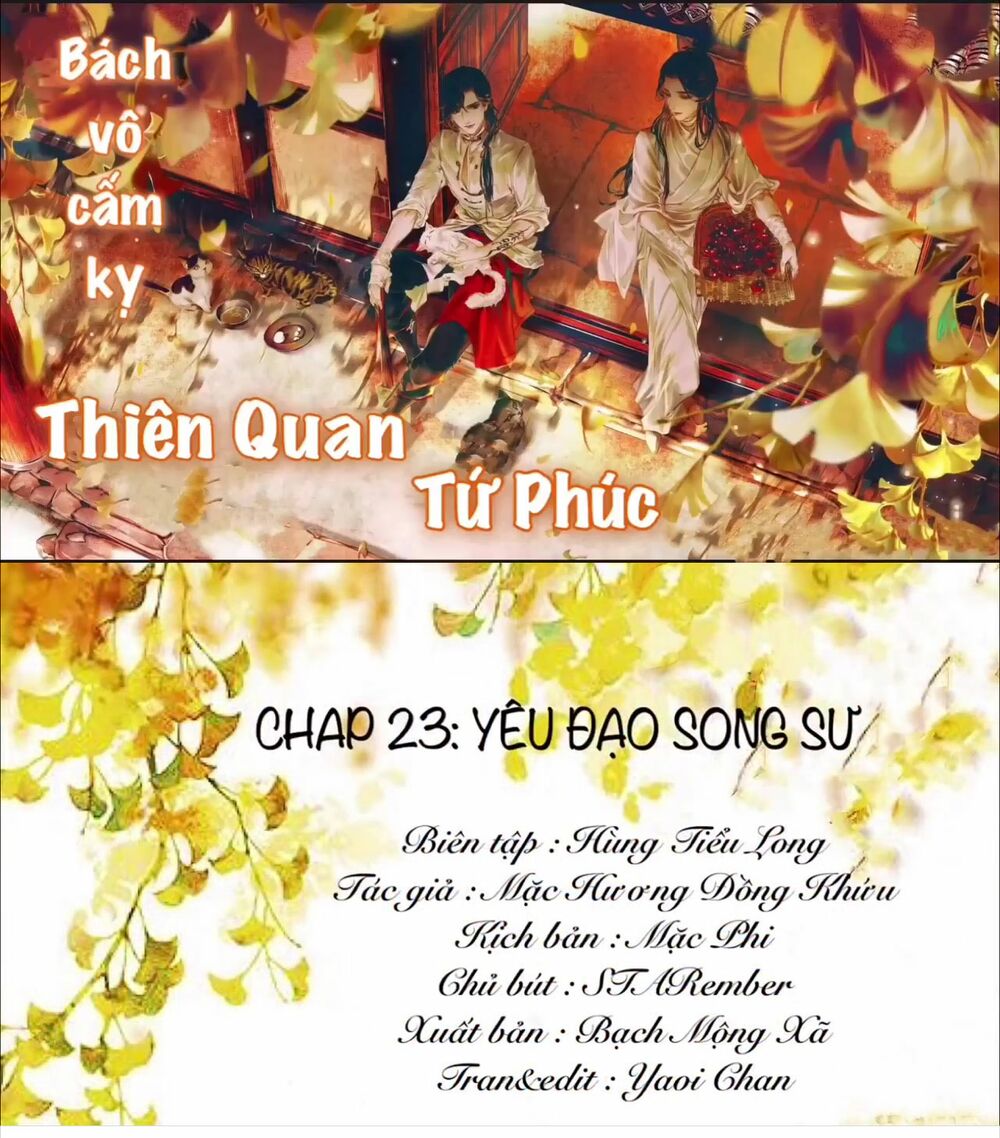 Bách
vô
cấm
kỵ
Thiên Quan
Tứ Phúc
CHAP 23: YÊU ĐẠO SONG SƯ
Biên tập : Hùng Tiểu Long
Tác giả : Mặc Hương Đồng Khứu
Kịch bản : Mặc Phi
Chủ bút : STARember
Xuất bản : Bạch Mộng Xã
Tran&edit : Yaoi Chan